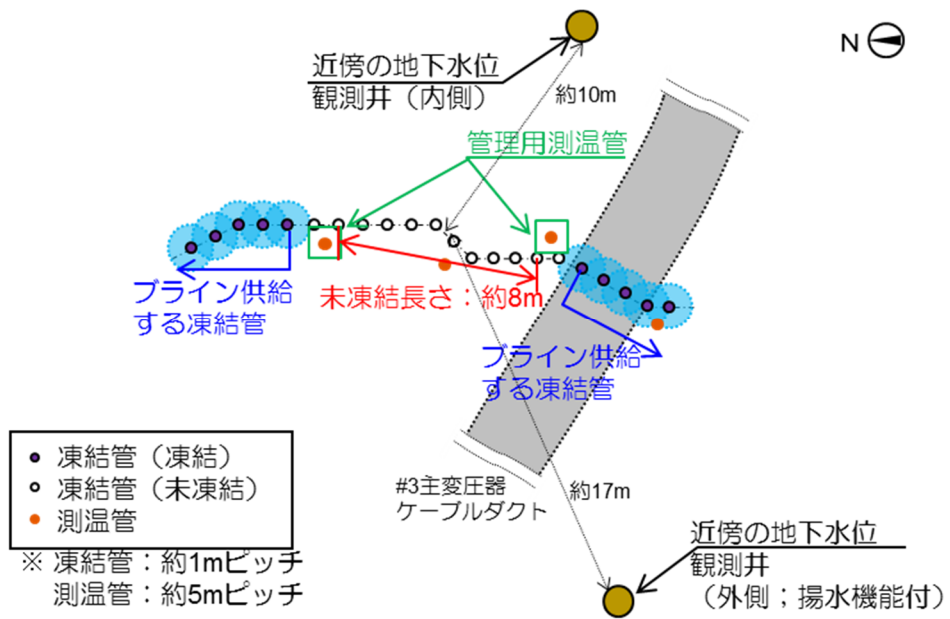 N
近傍の地下水位
観測井（内側）
約10m
管理用測温管
ブライン供給
する凍結管
未凍結長さ：約8m
ブライン供給
する凍結管
凍結管（凍結）
凍結管（未凍結）
測温管
※ 凍結管：約1mピッチ
測温管：約5mピッチ
#3主変圧器
ケーブルダクト
約17m
近傍の地下水位
観測井
（外側；揚水機能付）